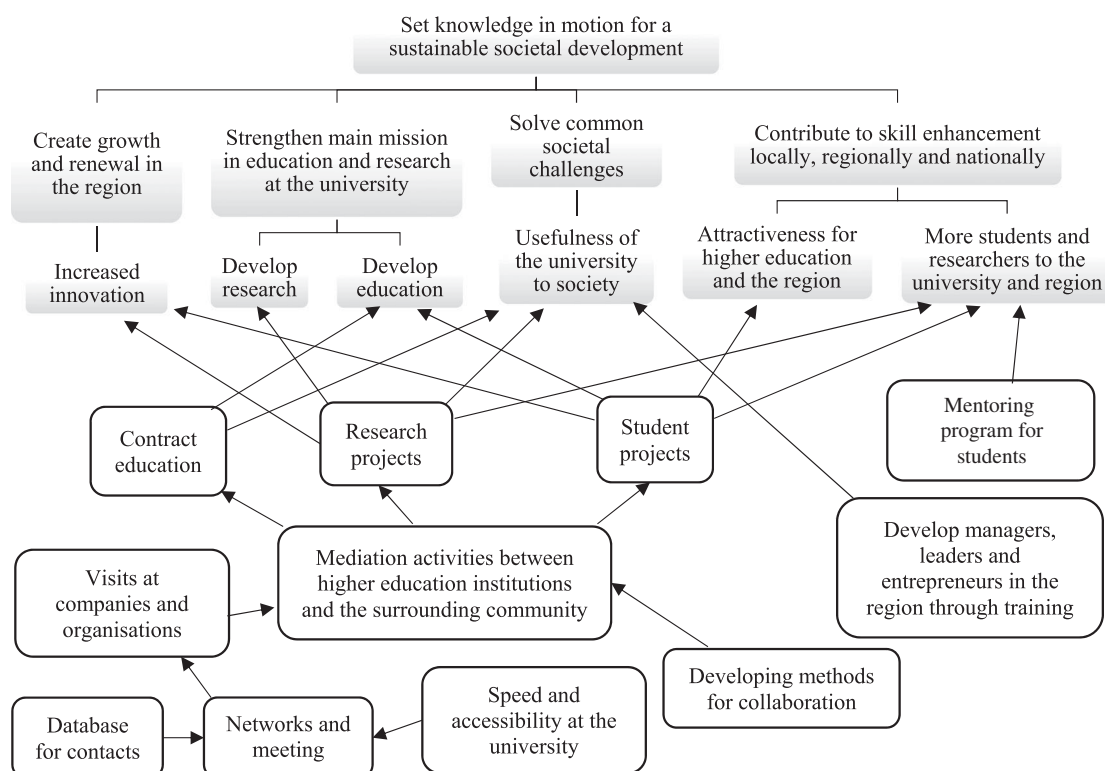 Set knowledge in motion for a
sustainable societal development
Create growth
and renewal in
the region
Strengthen main mission
in education and research
at the university
Solve common
societal
challenges
Contribute to skill enhancement
locally, regionally and nationally
Increased
innovation
Develop
research
Develop
education
Usefulness of
the university
to society
Attractiveness for
higher education
and the region
More students and
researchers to the
university and region
Contract
education
Research
projects
Student
projects
Mentoring
program for
students
Visits at
companies and
organisations
Mediation activities between
higher education institutions
and the surrounding community
Develop managers,
leaders and
entrepreneurs in the
region through training
Database
for contacts
Networks and
meeting
Speed and
accessibility at the
university
Developing methods
for collaboration